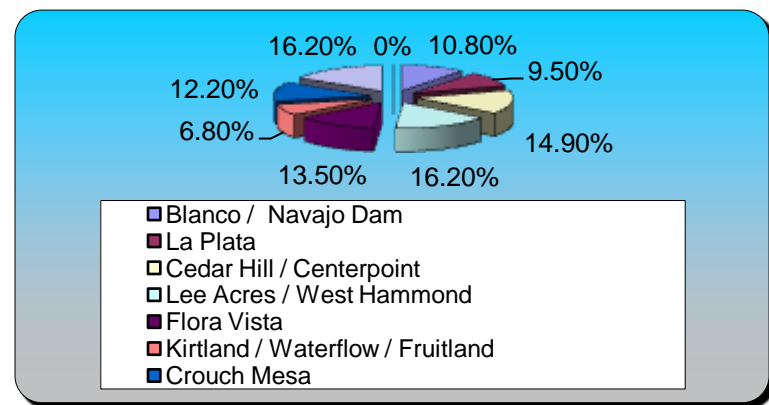 16.20% 0% 10.80%
9.50%
12.20%
6.80%
14.90%
13.50% 16.20%
Blanco / Navajo Dam
La Plata
Cedar Hill / Centerpoint
Lee Acres / West Hammond
Flora Vista
Kirtland / Waterflow / Fruitland
Crouch Mesa